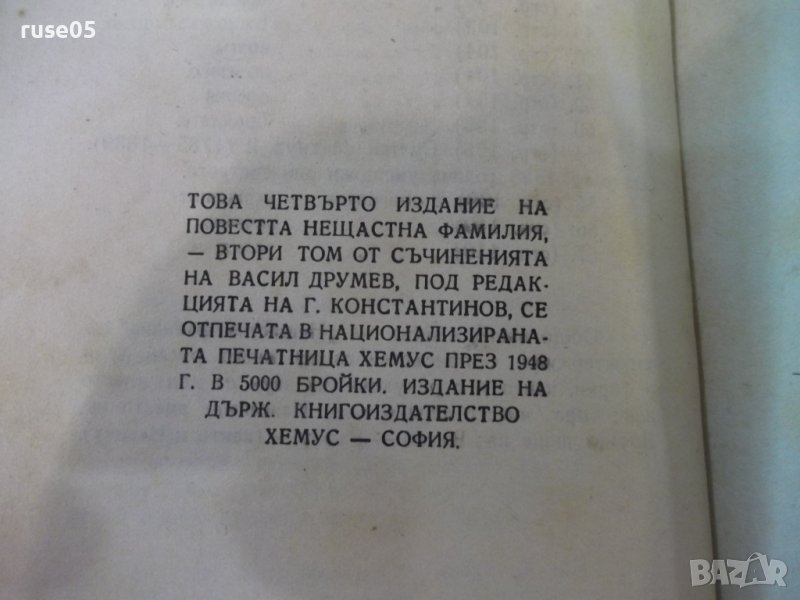 ruse05
ТОВА ЧЕТВЪРТО ИЗДАНИЕ НА
ПОВЕСТТА НЕЩАСТНА ФАМИЛИЯ,
— ВТОРИ ТОМ ОТ СЪЧИНЕНИЯТА
НА ВАСИЛ ДРУМЕВ, ПОД РЕДАК-
ЦИЯТА НА Г. КОНСТАНТИНОВ, СЕ
ОТПЕЧАТА В НАЦИОНАЛИЗИРАНА-
ТА ПЕЧАТНИЦА ХЕМУС ПРЕЗ 1948
Г. В 5000 БРОЙКИ. ИЗДАНИЕ НА
ДЪРЖ. КНИГОИЗДАТЕЛСТВО
ХЕМУС — СОФИЯ.
BAZAR